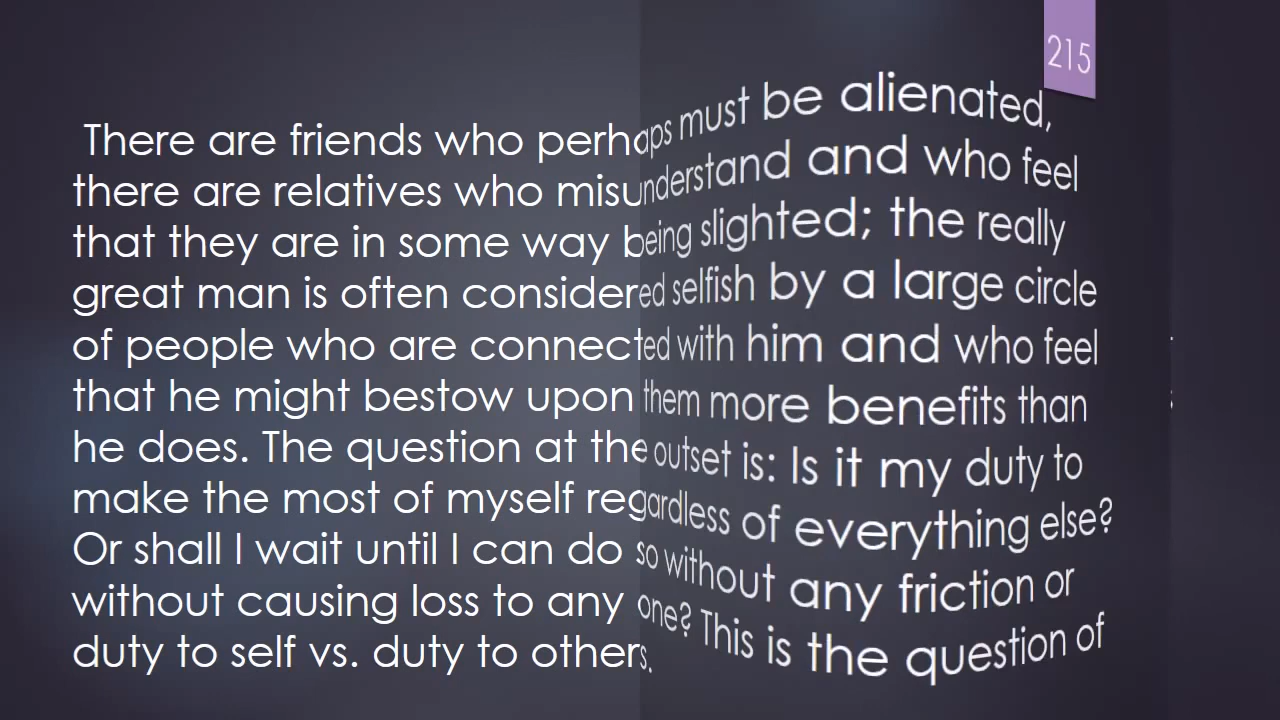 215
There are friends who perhaps must be alienated,
there are relatives who misunderstand and who feel
that they are in some way being slighted; the really
great man is often considered selfish by a large circle
of people who are connected with him and who feel
that he might bestow upon them more benefits than
he does. The question at the outset is: Is it my duty to
make the most of myself regardless of everything else?
Or shall I wait until I can do so without any friction or
without causing loss to any one? This is the question of
duty to self vs. duty to others.